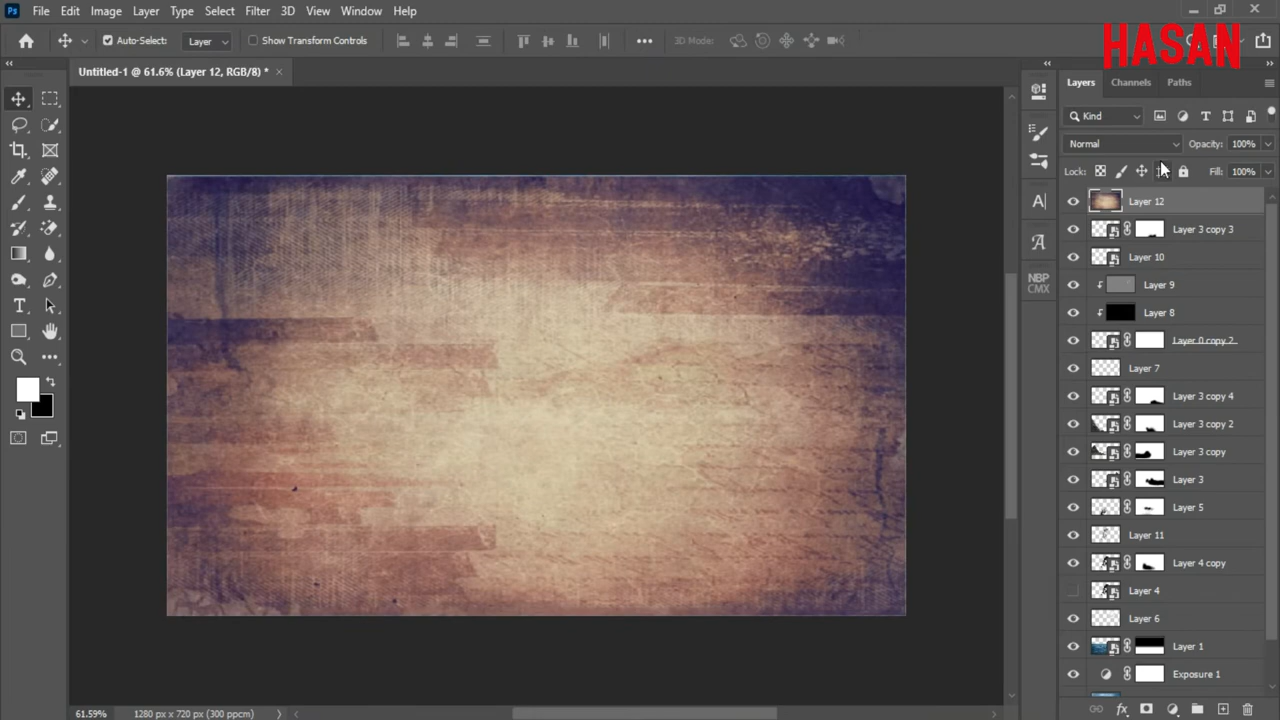 Ps File Edit Image Layer Type Select Filter 3D View Window Help
HASAN
Auto-Select: Layer Show Transform Controls 3D Mode:
Untitled-1 @ 61.6% (Layer 12, RGB/8) * ×
Layers Channels Paths
Kind
Normal Opacity: 100%
Lock: Fill: 100%
Layer 12
Layer 3 copy 3
Layer 10
Layer 9
NBP
CMX
Layer 8
Layer 0 copy 2
Layer 7
Layer 3 copy 4
Layer 3 copy 2
Layer 3 copy
Layer 3
Layer 5
Layer 11
Layer 4 copy
Layer 4
Layer 6
Layer 1
Exposure 1
61.59% 1280 px x 720 px (300 ppcm)
fx